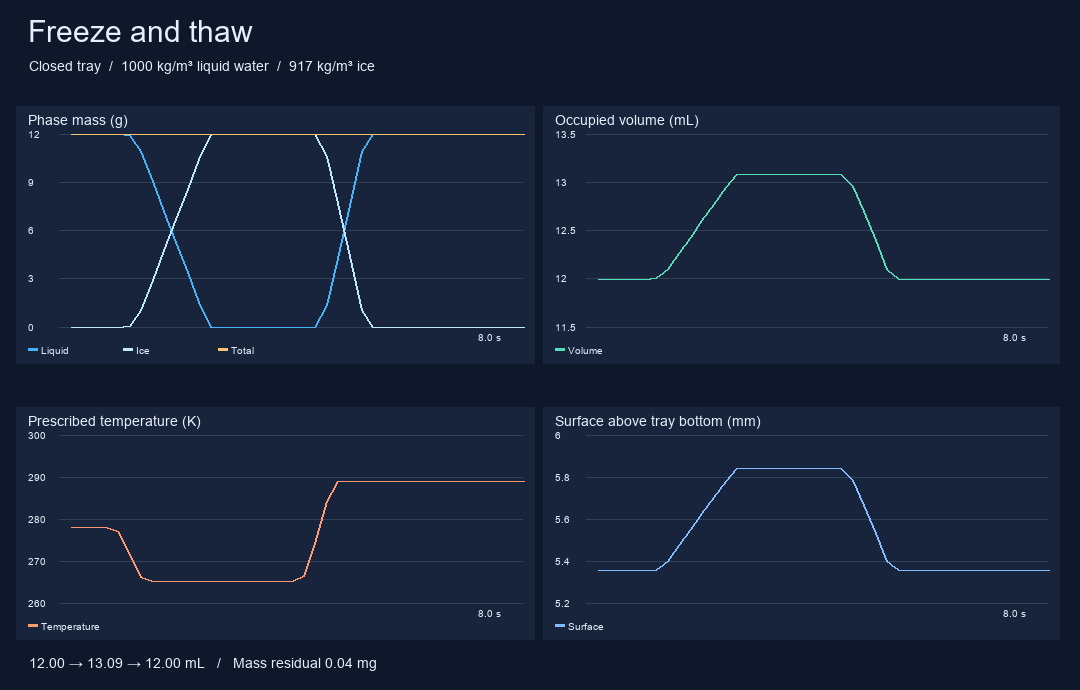 Freeze and thaw
Closed tray / 1000 kg/m³ liquid water / 917 kg/m³ ice
Phase mass (g)
12
9
6
3
0
8.0 s
Liquid Ice Total
Occupied volume (mL)
13.5
13
12.5
12
11.5
8.0 s
Volume
Prescribed temperature (K)
300
290
280
270
260
8.0 s
Temperature
Surface above tray bottom (mm)
6
5.8
5.6
5.4
5.2
8.0 s
Surface
12.00 → 13.09 → 12.00 mL / Mass residual 0.04 mg